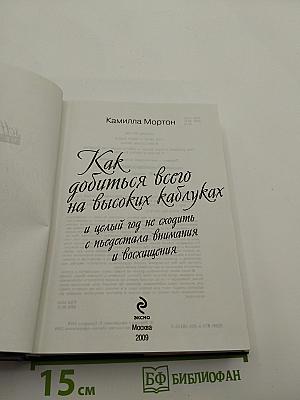 Камилла Мортон
Как
добиться всего
на высоких каблуках
и целый год не сходить
с пьедестала внимания
и восхищения
ЭКСМО
Москва
2009
15 см
БФ БИБЛИОФАН